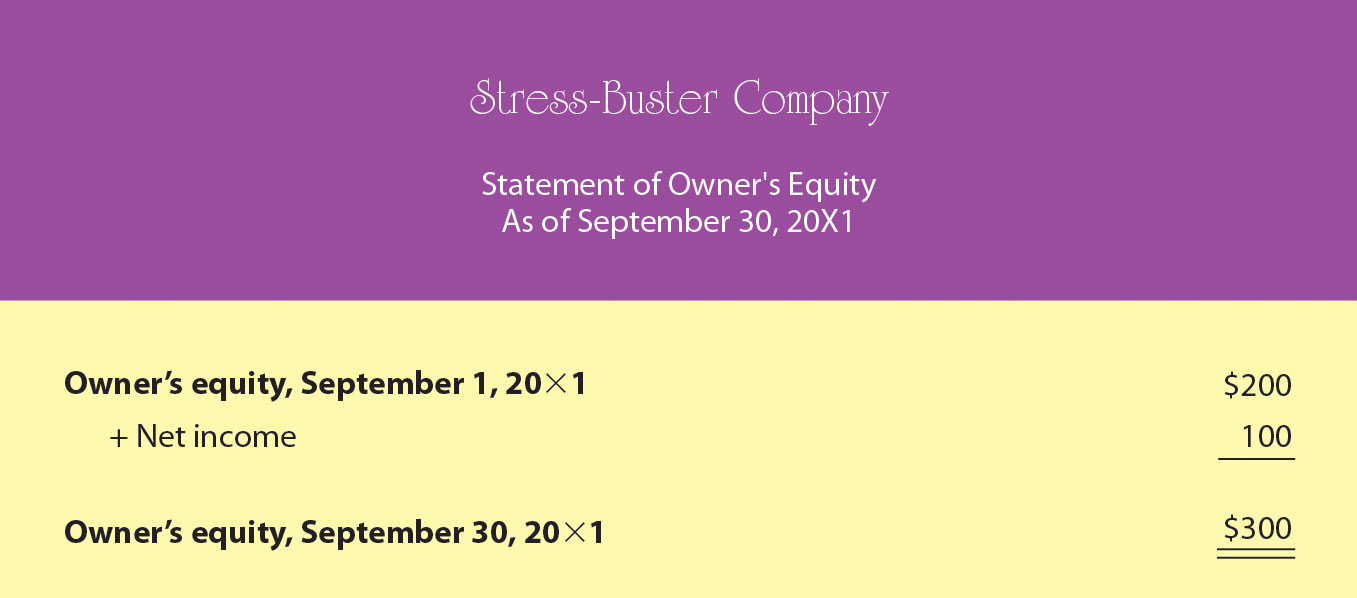 Stress-Buster Company
Statement of Owner's Equity
As of September 30, 20X1
Owner’s equity, September 1, 20×1 $200
+ Net income 100
Owner’s equity, September 30, 20×1 $300